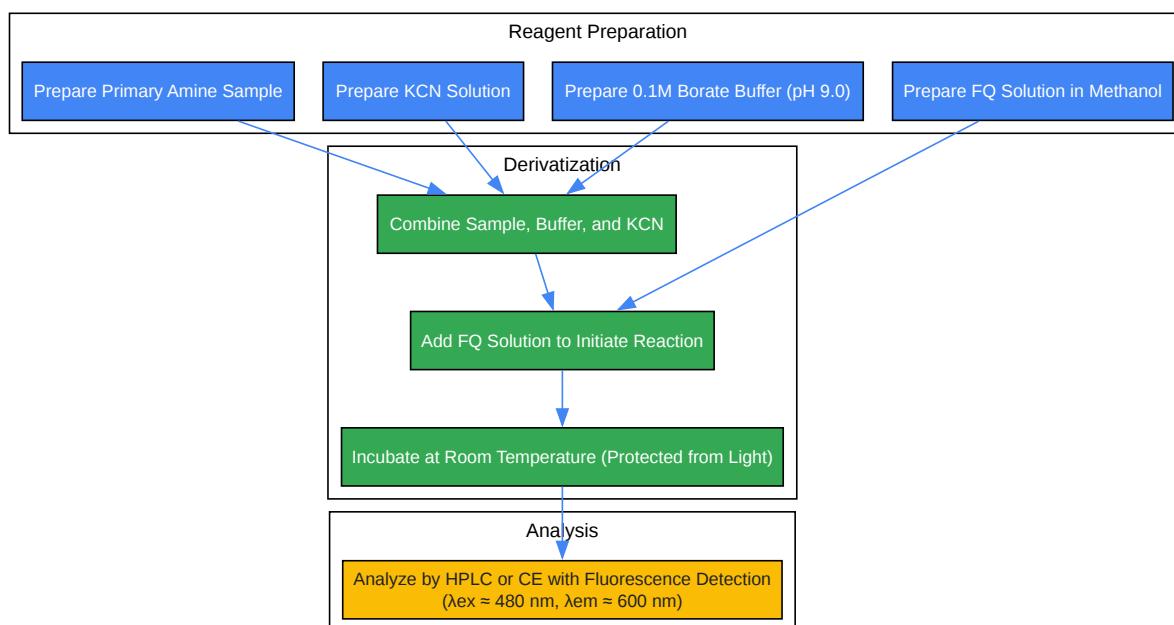 Reagent Preparation
Prepare Primary Amine Sample
Prepare KCN Solution
Prepare 0.1M Borate Buffer (pH 9.0)
Prepare FQ Solution in Methanol
Derivatization
Combine Sample, Buffer, and KCN
Add FQ Solution to Initiate Reaction
Incubate at Room Temperature (Protected from Light)
Analysis
Analyze by HPLC or CE with Fluorescence Detection
(λex ≈ 480 nm, λem ≈ 600 nm)